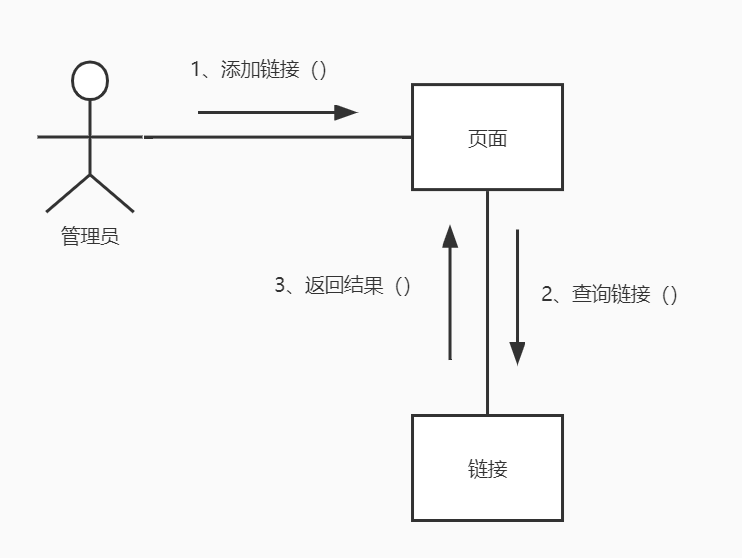 1、添加链接（）
页面
管理员
3、返回结果（）
2、查询链接（）
链接